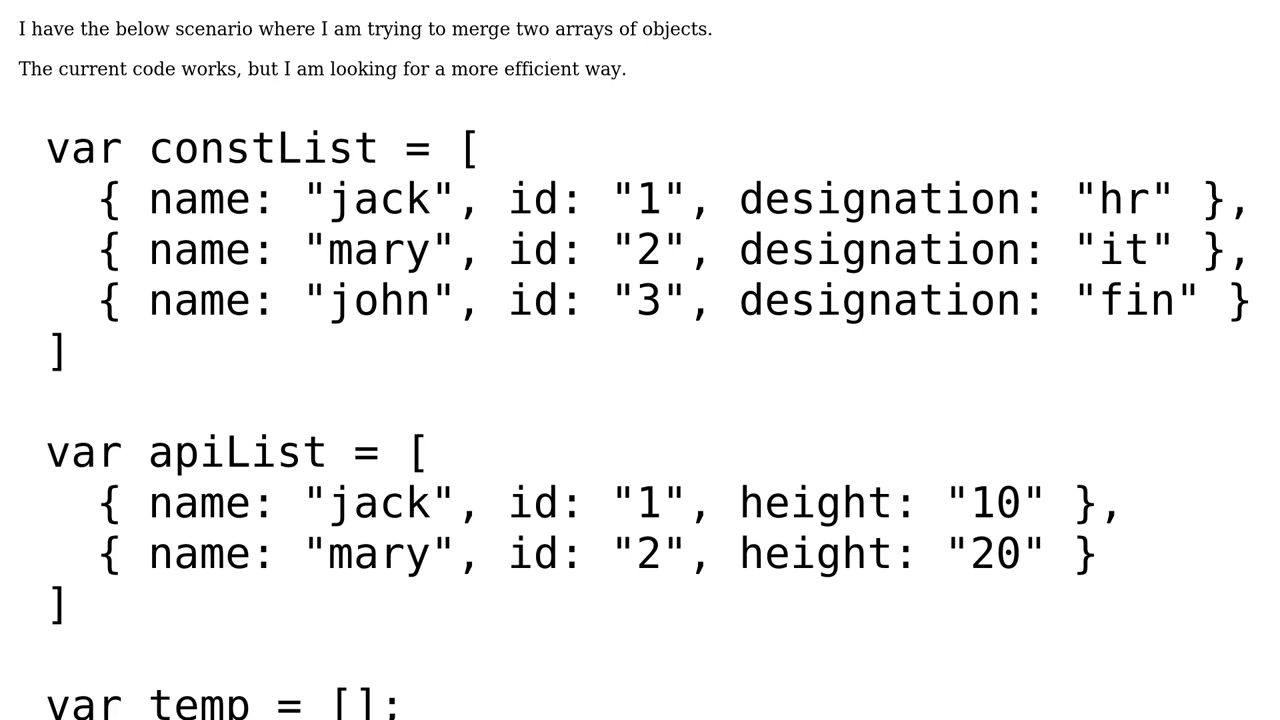 I have the below scenario where I am trying to merge two arrays of objects.
The current code works, but I am looking for a more efficient way.
var constList = [
  { name: "jack", id: "1", designation: "hr" },
  { name: "mary", id: "2", designation: "it" },
  { name: "john", id: "3", designation: "fin" }
]
var apiList = [
  { name: "jack", id: "1", height: "10" },
  { name: "mary", id: "2", height: "20" }
]
var temp = [];